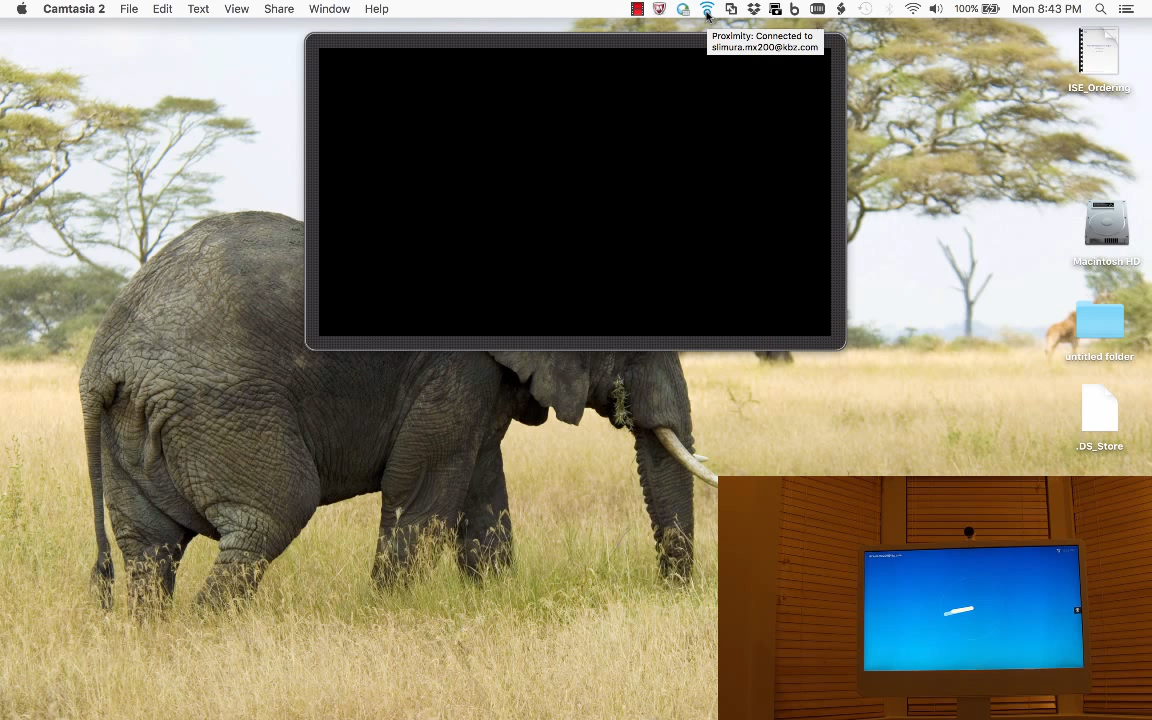 Camtasia 2 File Edit Text View Share Window Help 100% Mon 8:43 PM
Proximity: Connected to
slimura.mx200@kbz.com
ISE_Ordering
Macintosh HD
untitled folder
.DS_Store